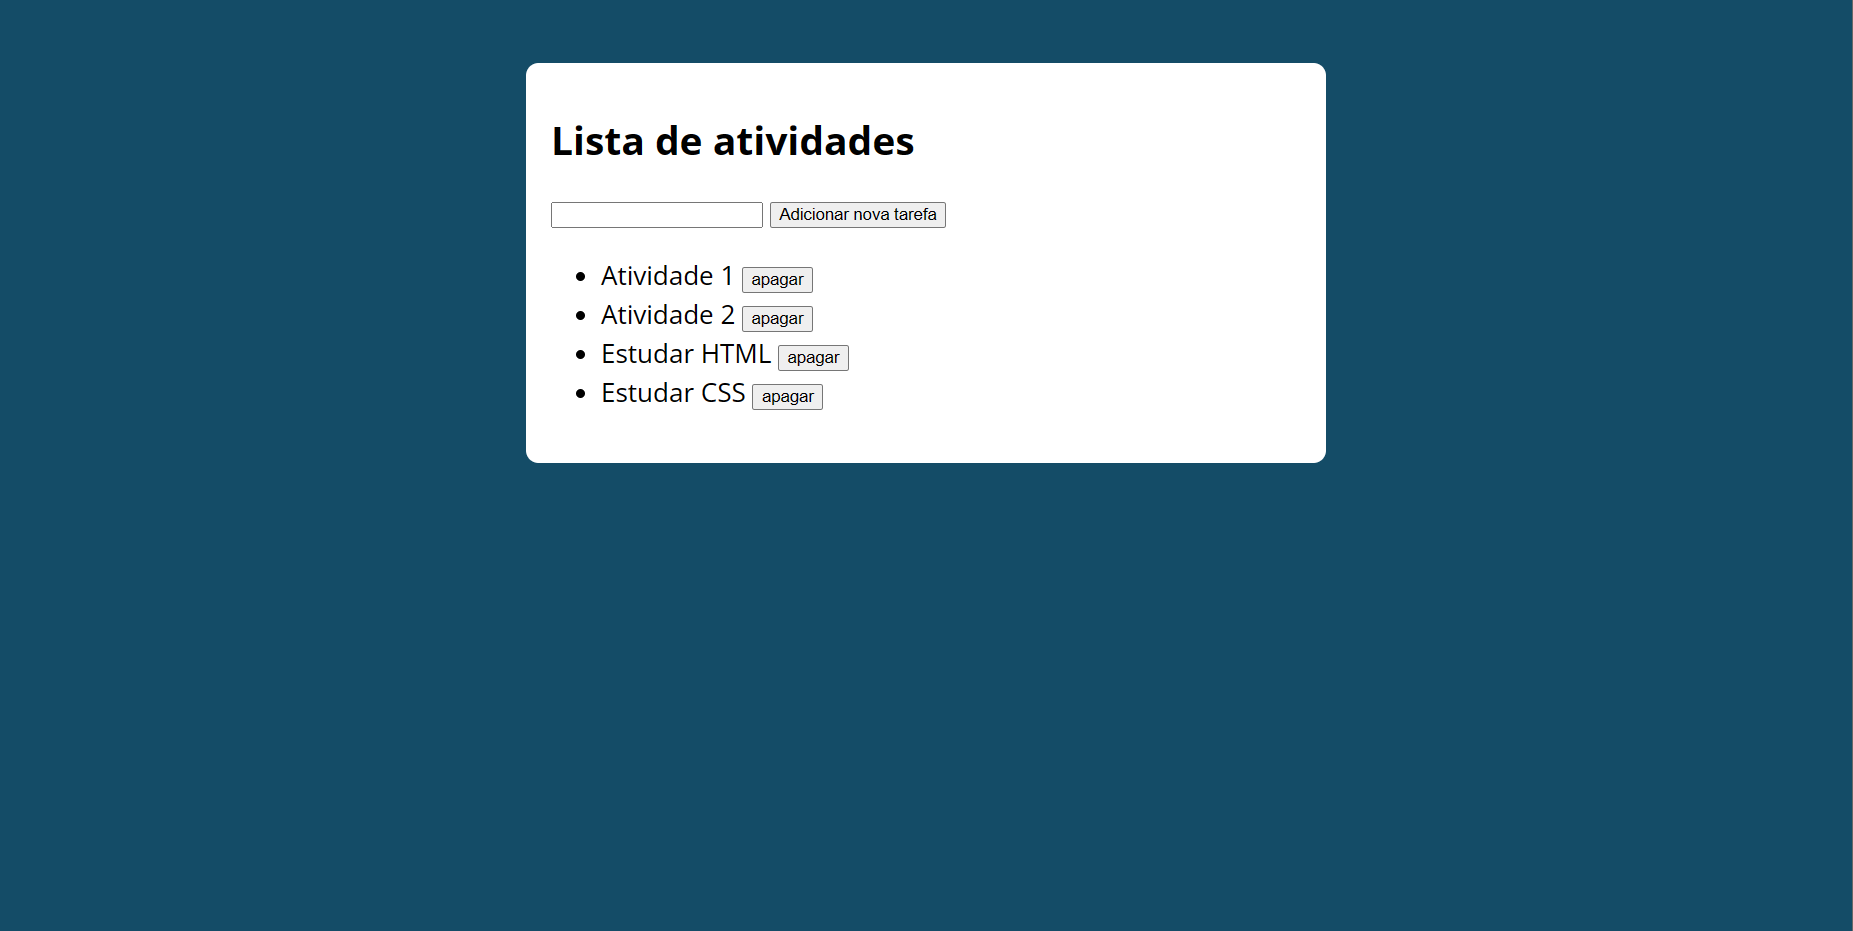 Lista de atividades
Adicionar nova tarefa
Atividade 1 apagar
Atividade 2 apagar
Estudar HTML apagar
Estudar CSS apagar